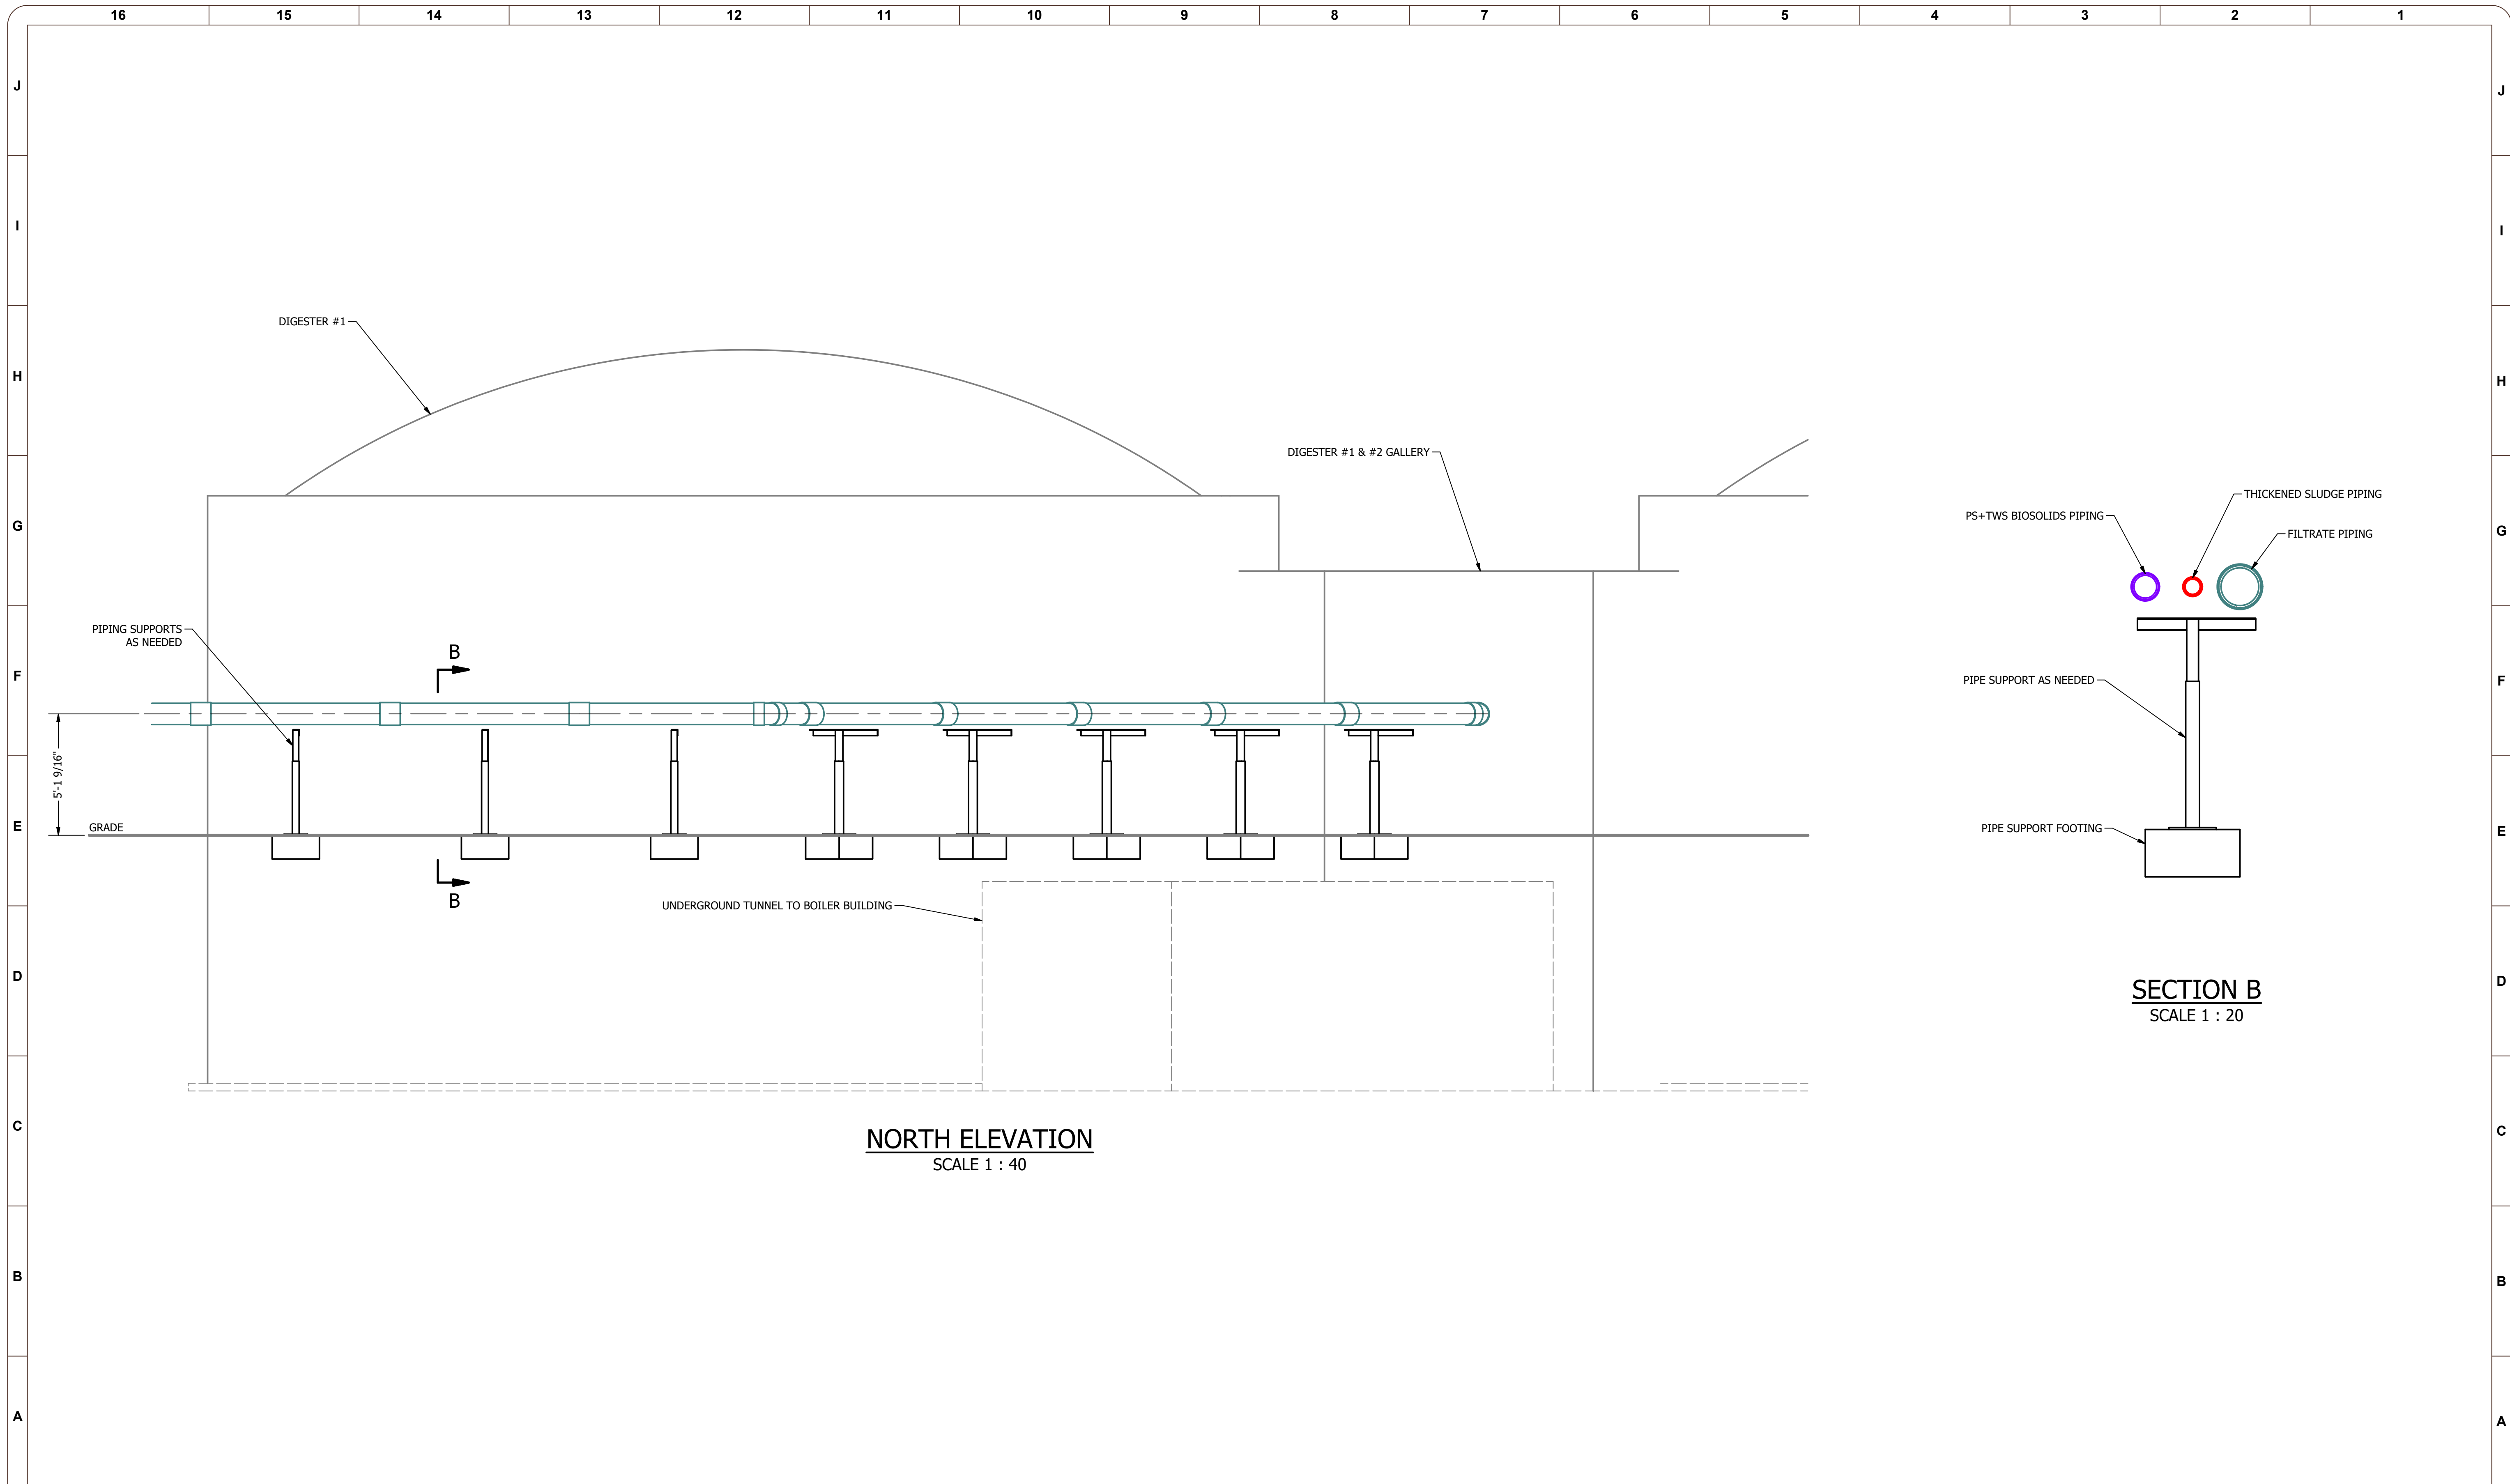 16 15 14 13 12 11 10 9 8 7 6 5 4 3 2 1
J J
I I
DIGESTER #1
H H
DIGESTER #1 & #2 GALLERY
THICKENED SLUDGE PIPING
PS+TWS BIOSOLIDS PIPING
G G
FILTRATE PIPING
PIPING SUPPORTS
AS NEEDED
B
F F
PIPE SUPPORT AS NEEDED
5'-1 9/16"
GRADE
E E
PIPE SUPPORT FOOTING
B
UNDERGROUND TUNNEL TO BOILER BUILDING
D D
SECTION B
SCALE 1 : 20
C C
NORTH ELEVATION
SCALE 1 : 40
B B
A A